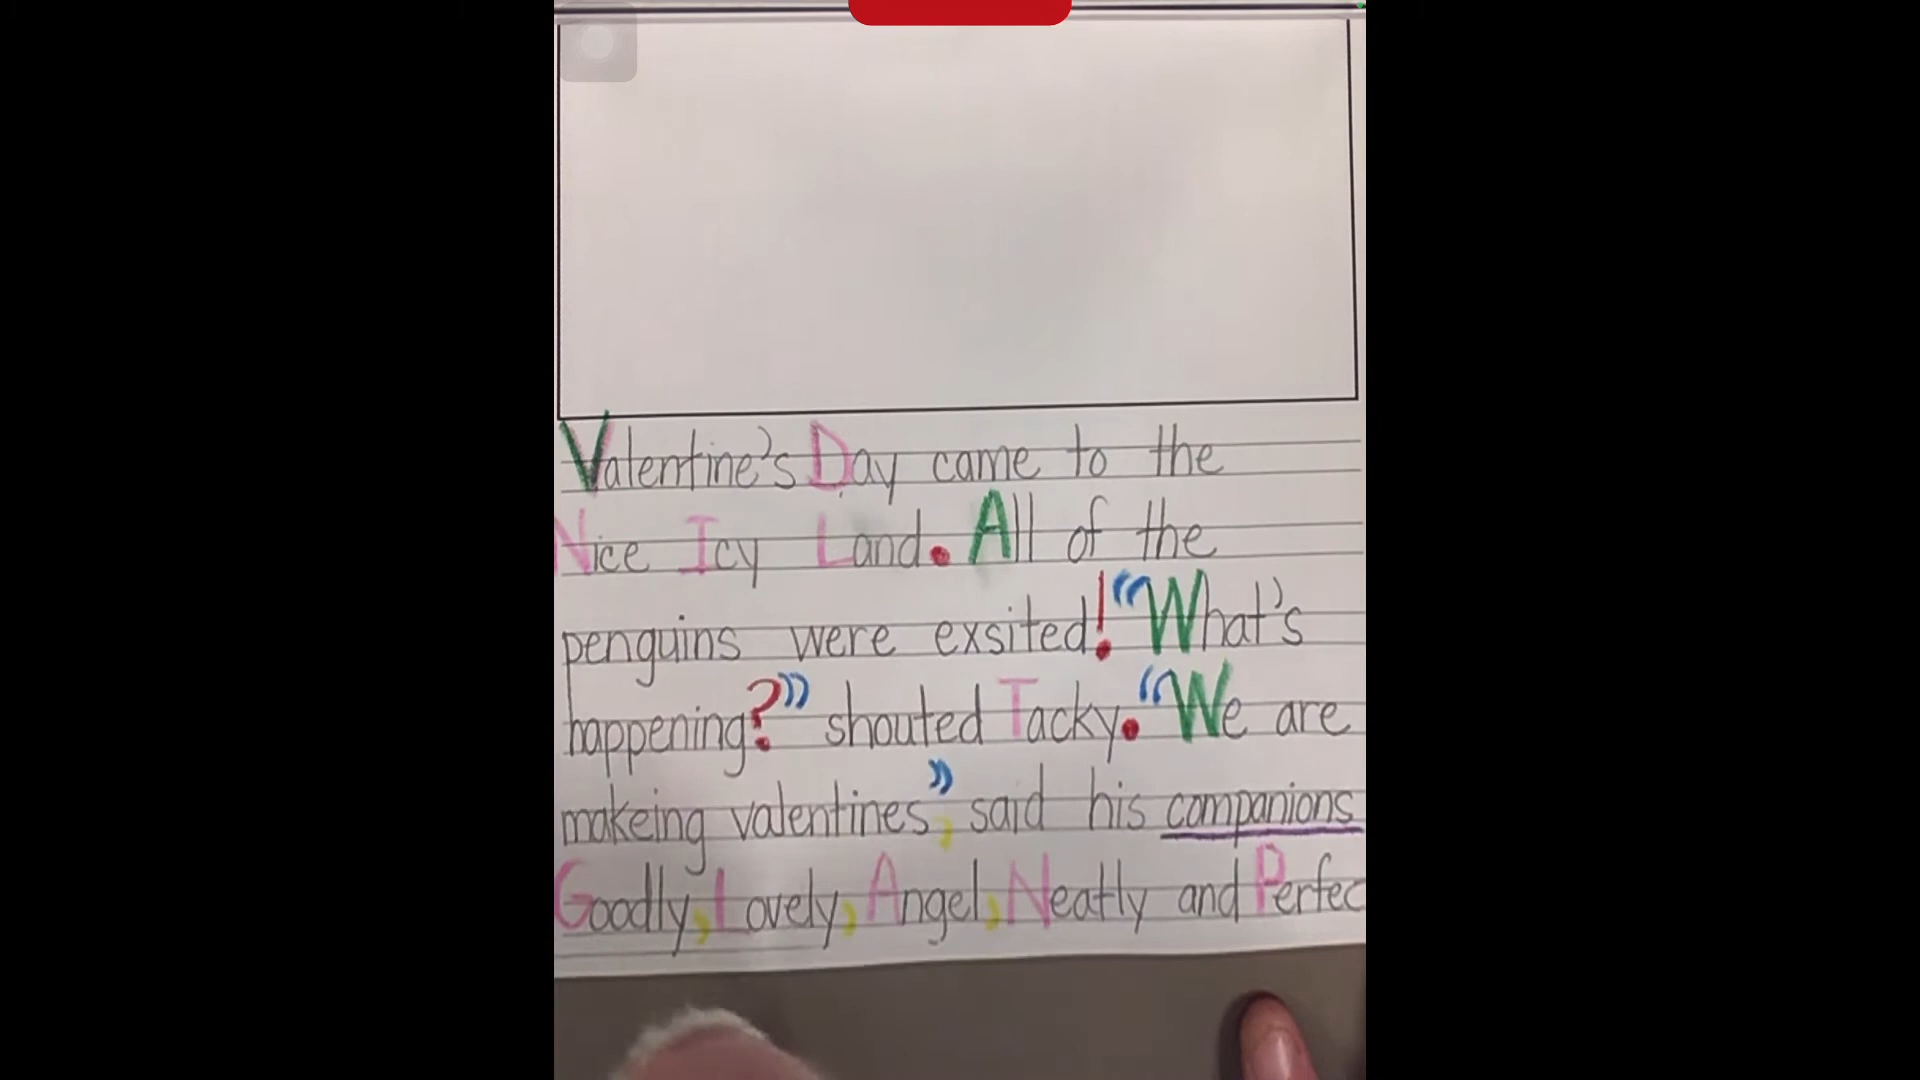 Valentine's Day came to the
Nice Icy Land. All of the
penguins were exsited! "What's
happening?" shouted Tacky. "We are
makeing valentines", said his companions
Goodly, Lovely, Angel, Neatly and Perfec